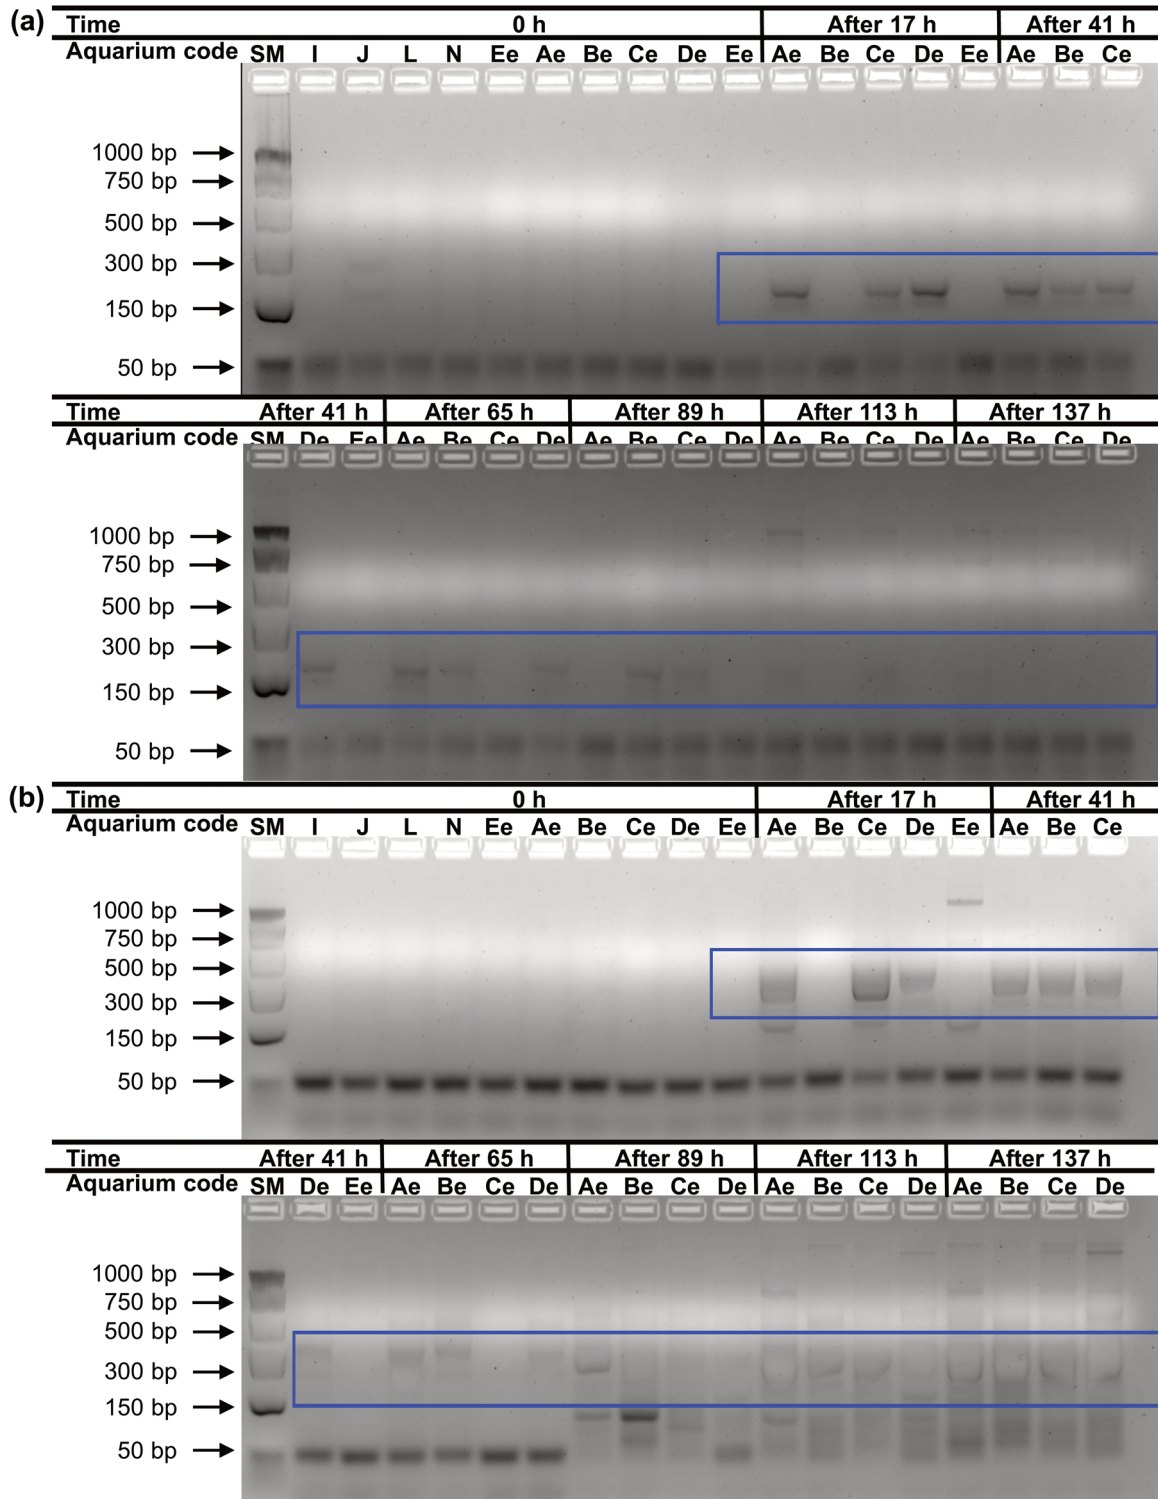 (a) Time 0 h After 17 h After 41 h
Aquarium code SM I J L N Ee Ae Be Ce De Ee Ae Be Ce De Ee Ae Be Ce
1000 bp
750 bp
500 bp
300 bp
150 bp
50 bp
Time After 41 h After 65 h After 89 h After 113 h After 137 h
Aquarium code SM De Ee Ae Be Ce De Ae Be Ce De Ae Be Ce De Ae Be Ce De
1000 bp
750 bp
500 bp
300 bp
150 bp
50 bp
(b) Time 0 h After 17 h After 41 h
Aquarium code SM I J L N Ee Ae Be Ce De Ee Ae Be Ce De Ee Ae Be Ce
1000 bp
750 bp
500 bp
300 bp
150 bp
50 bp
Time After 41 h After 65 h After 89 h After 113 h After 137 h
Aquarium code SM De Ee Ae Be Ce De Ae Be Ce De Ae Be Ce De Ae Be Ce De
1000 bp
750 bp
500 bp
300 bp
150 bp
50 bp